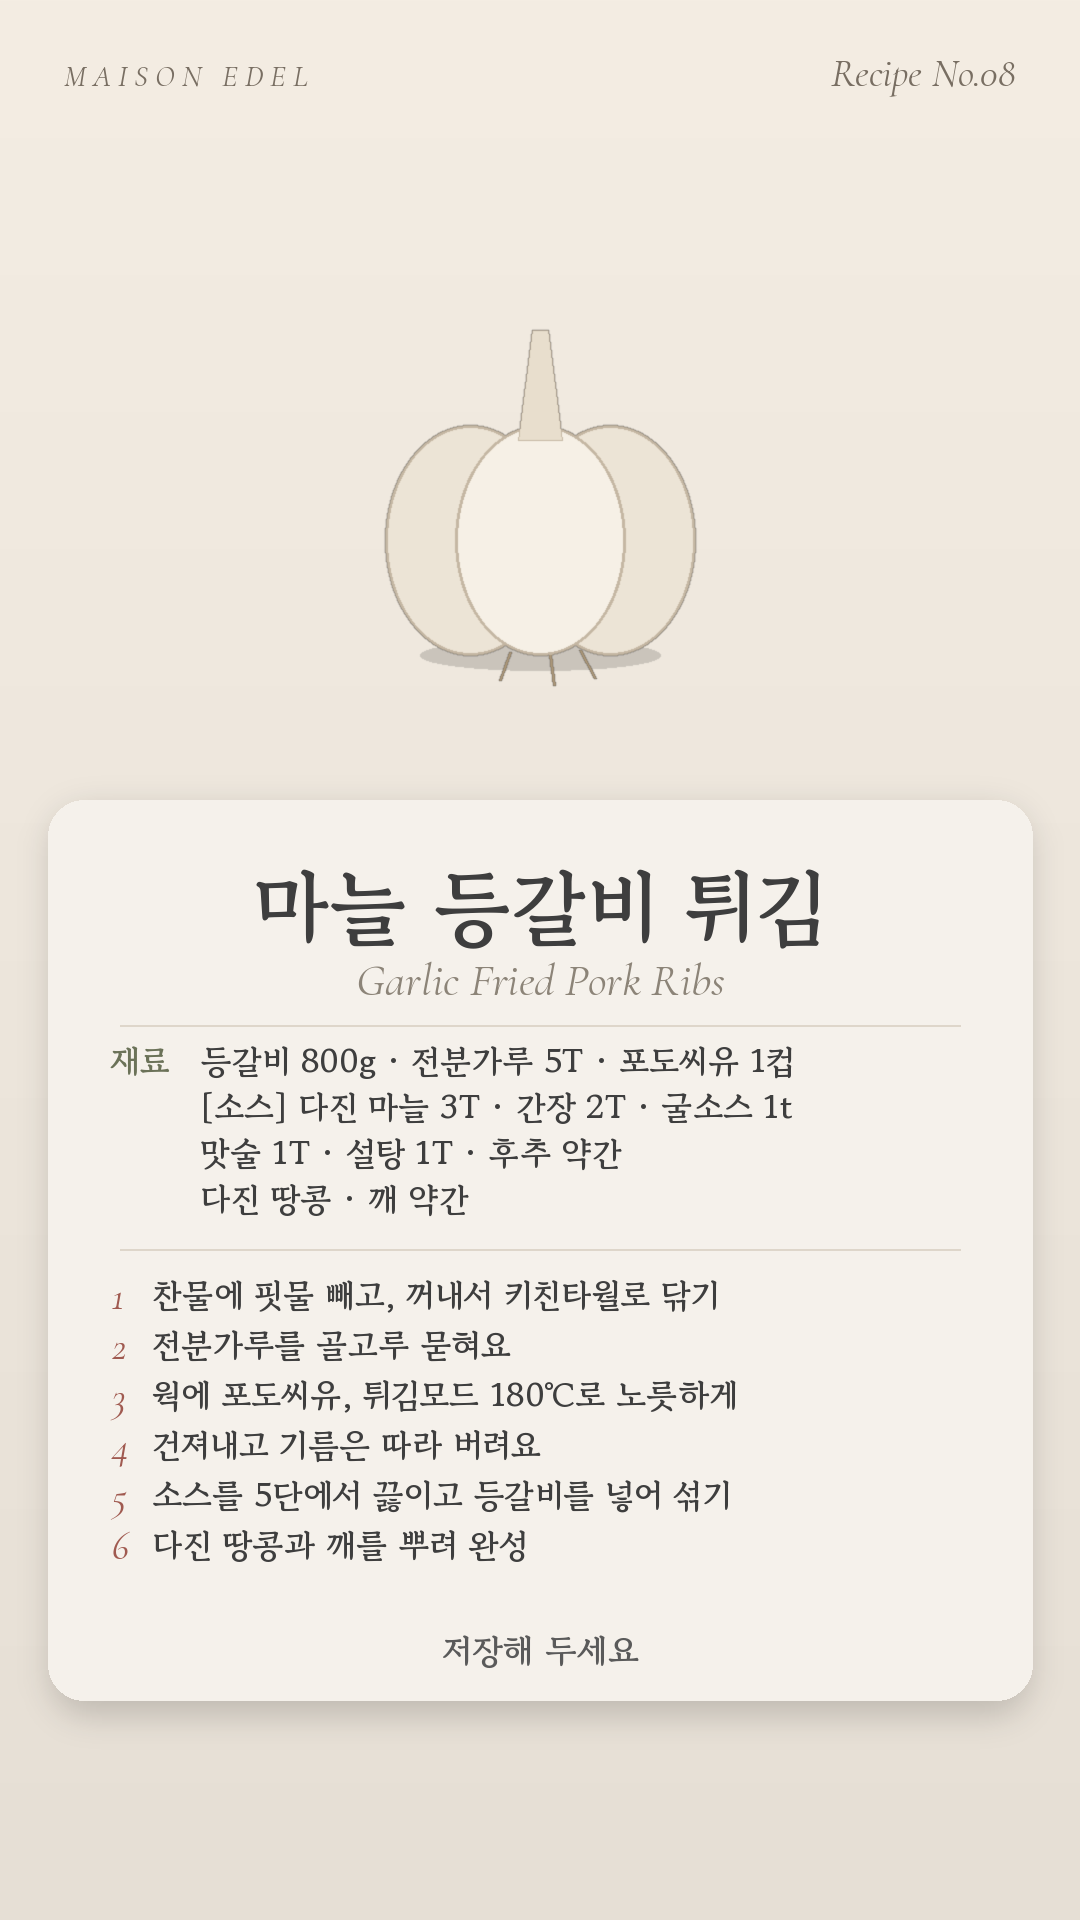 MAISON EDEL
Recipe No.08
마늘 등갈비 튀김
Garlic Fried Pork Ribs
재료 등갈비 800g · 전분가루 5T · 포도씨유 1컵
[소스] 다진 마늘 3T · 간장 2T · 굴소스 1t
맛술 1T · 설탕 1T · 후추 약간
다진 땅콩 · 깨 약간
1 찬물에 핏물 빼고, 꺼내서 키친타월로 닦기
2 전분가루를 골고루 묻혀요
3 웍에 포도씨유, 튀김모드 180℃로 노릇하게
4 건져내고 기름은 따라 버려요
5 소스를 5단에서 끓이고 등갈비를 넣어 섞기
6 다진 땅콩과 깨를 뿌려 완성
저장해 두세요